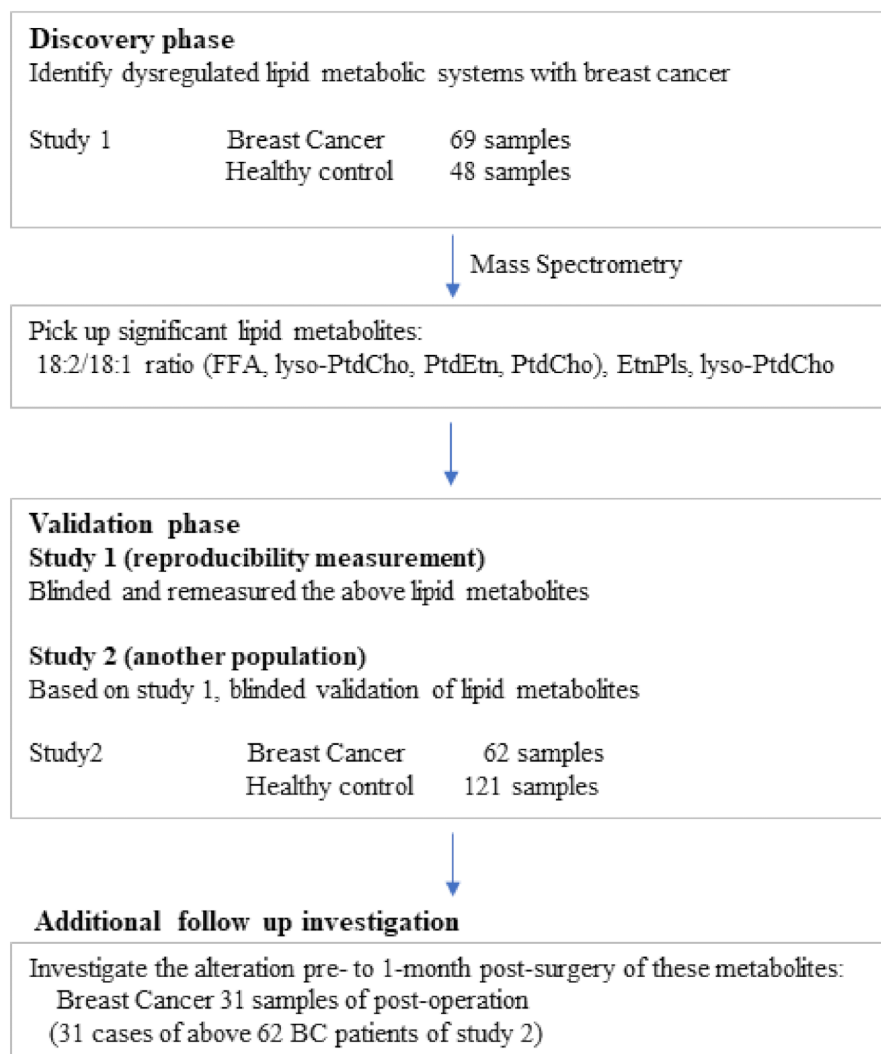 Discovery phase
Identify dysregulated lipid metabolic systems with breast cancer
Study 1 Breast Cancer 69 samples
Healthy control 48 samples
Mass Spectrometry
Pick up significant lipid metabolites:
18:2/18:1 ratio (FFA, lyso-PtdCho, PtdEtn, PtdCho), EtnPls, lyso-PtdCho
Validation phase
Study 1 (reproducibility measurement)
Blinded and remeasured the above lipid metabolites
Study 2 (another population)
Based on study 1, blinded validation of lipid metabolites
Study2 Breast Cancer 62 samples
Healthy control 121 samples
Additional follow up investigation
Investigate the alteration pre- to 1-month post-surgery of these metabolites:
Breast Cancer 31 samples of post-operation
(31 cases of above 62 BC patients of study 2)